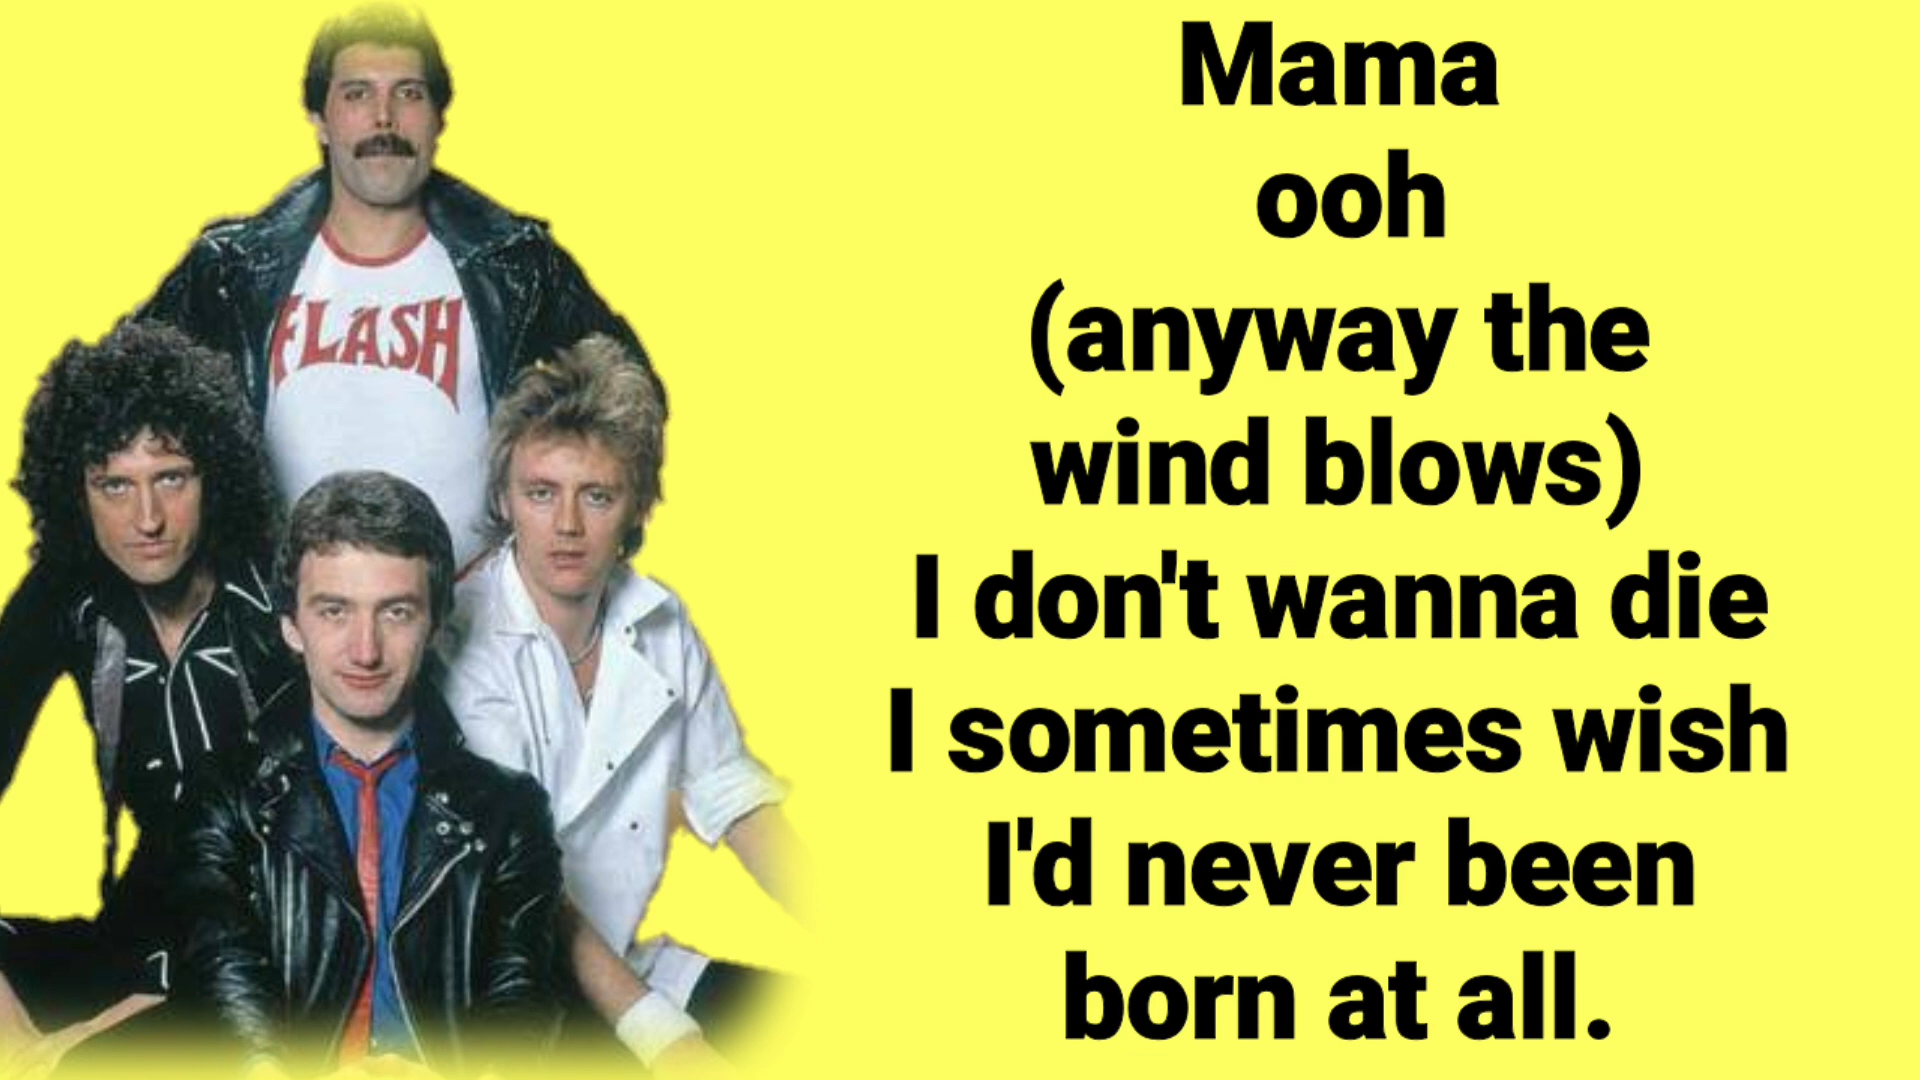 FLASH
Mama
ooh
(anyway the
wind blows)
I don't wanna die
I sometimes wish
I'd never been
born at all.